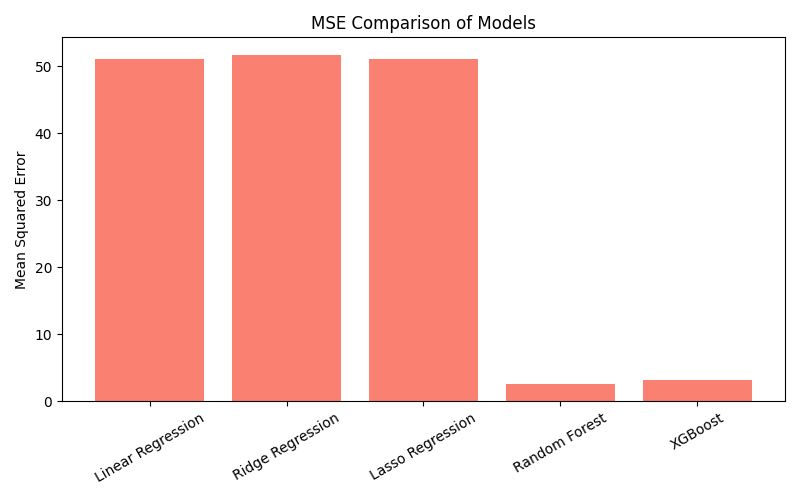 MSE Comparison of Models
Mean Squared Error
50
40
30
20
10
0
Linear Regression
Ridge Regression
Lasso Regression
Random Forest
XGBoost